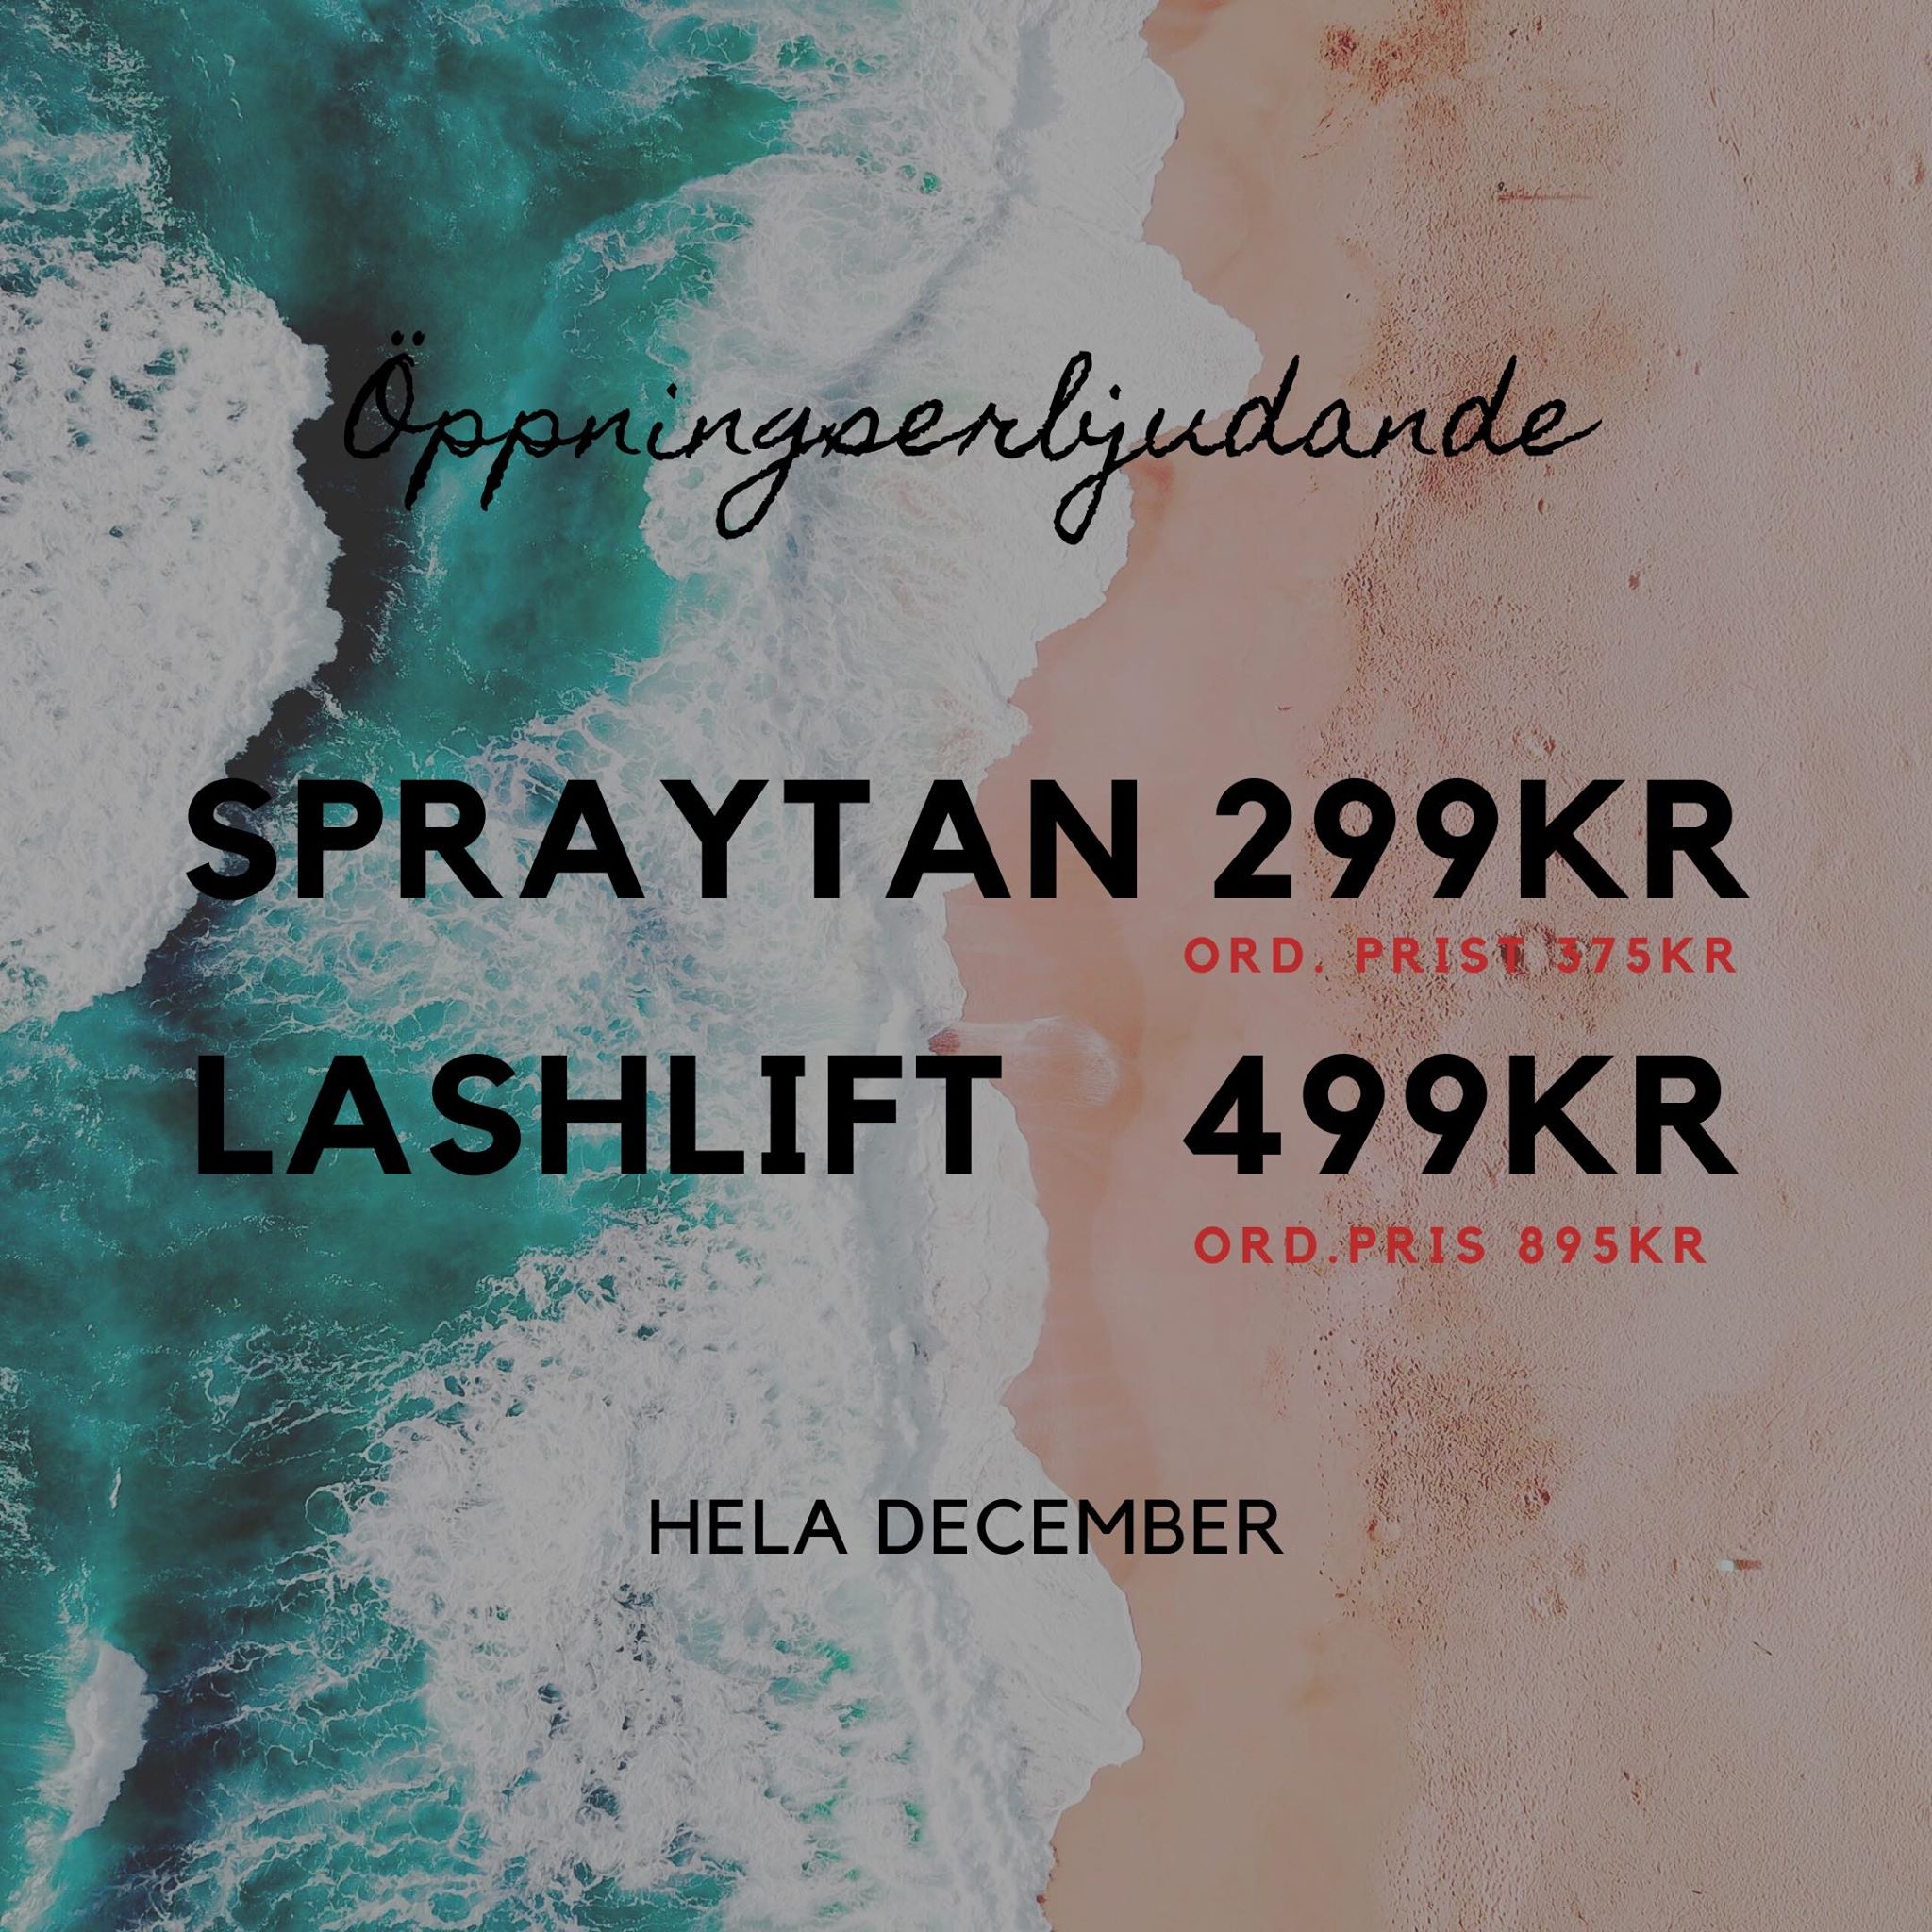 Öppningserbjudande
SPRAYTAN 299KR
ORD. PRIST 375KR
LASHLIFT 499KR
ORD.PRIS 895KR
HELA DECEMBER